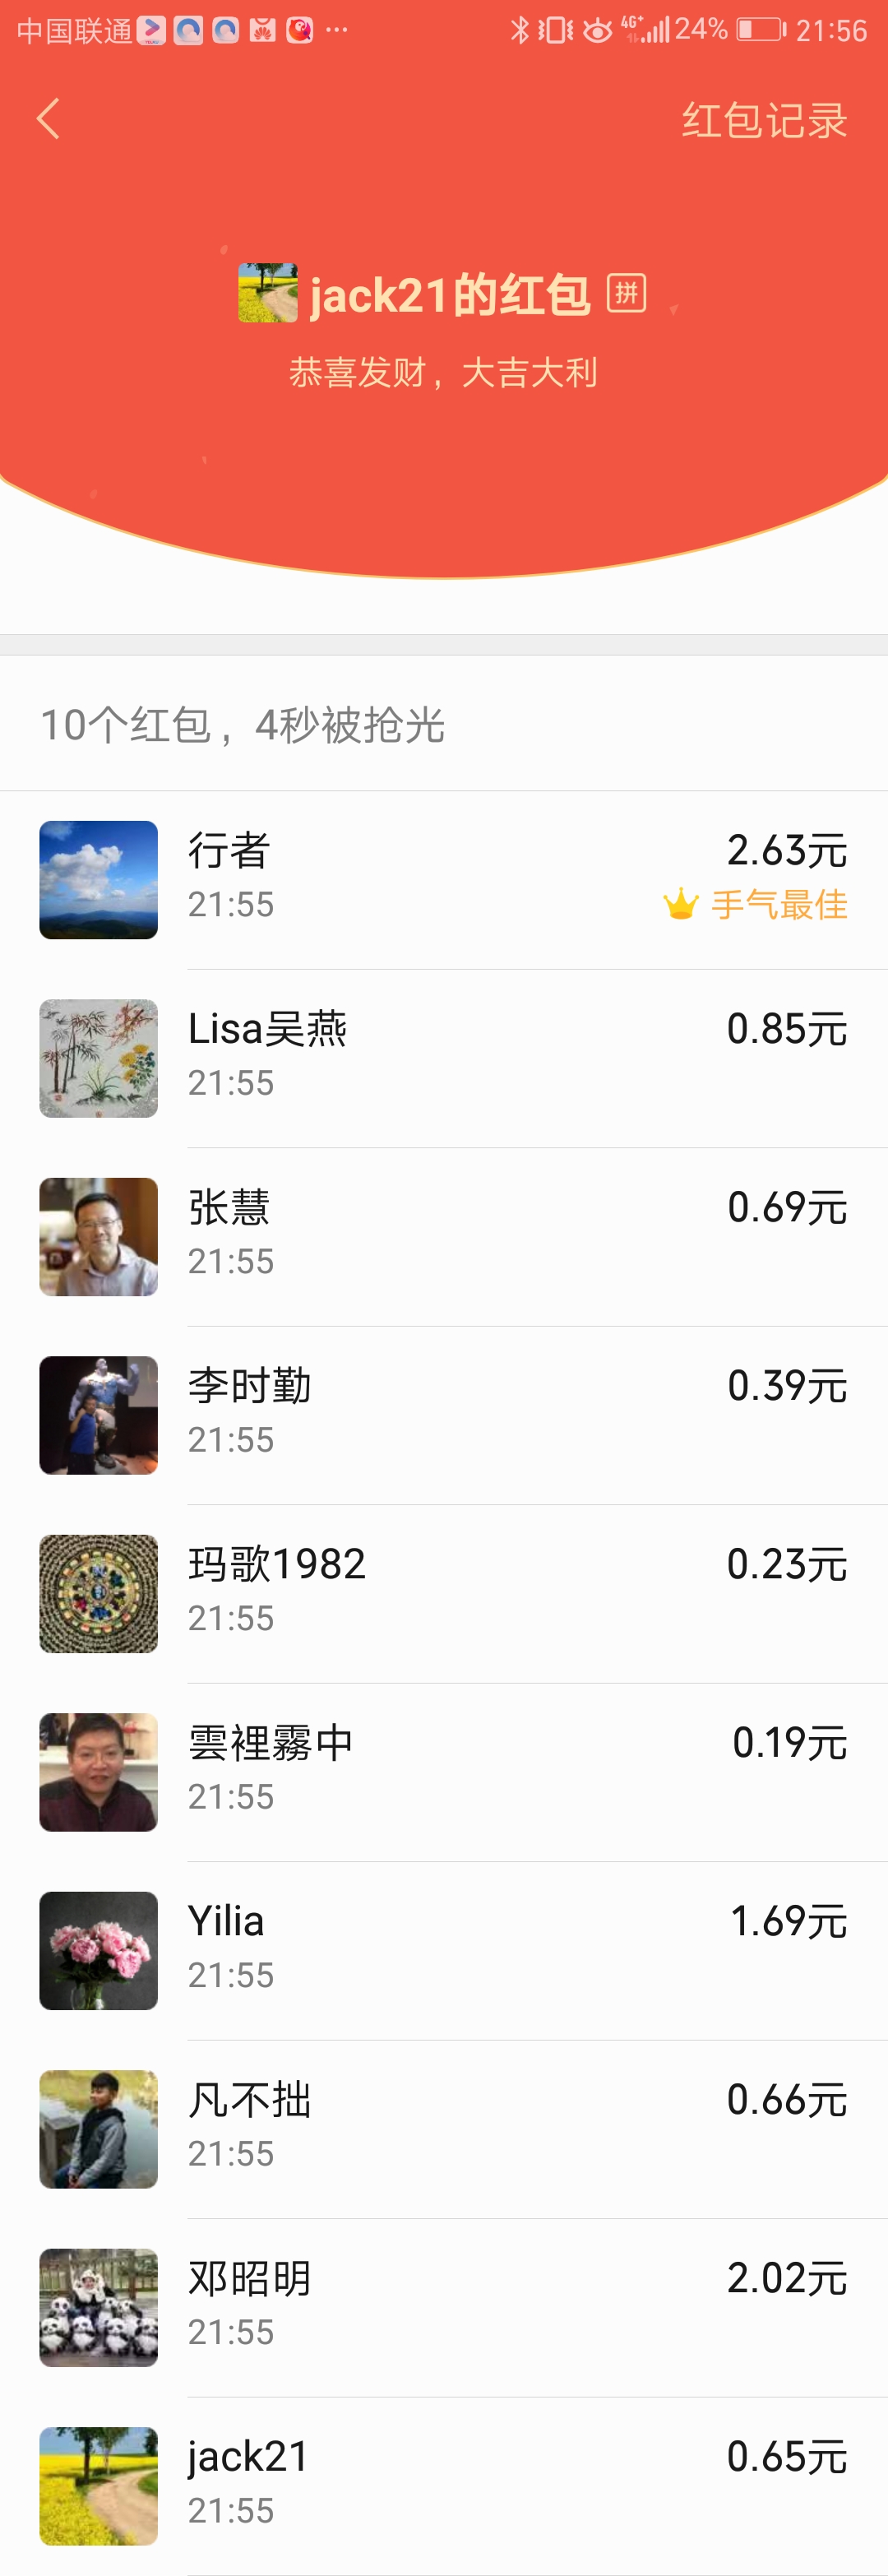 中国联通 4G+ 24% 21:56
红包记录
jack21的红包 拼
恭喜发财，大吉大利
10个红包，4秒被抢光
行者 2.63元
21:55 手气最佳
Lisa吴燕 0.85元
21:55
张慧 0.69元
21:55
李时勤 0.39元
21:55
玛歌1982 0.23元
21:55
雲裡霧中 0.19元
21:55
Yilia 1.69元
21:55
凡不拙 0.66元
21:55
邓昭明 2.02元
21:55
jack21 0.65元
21:55